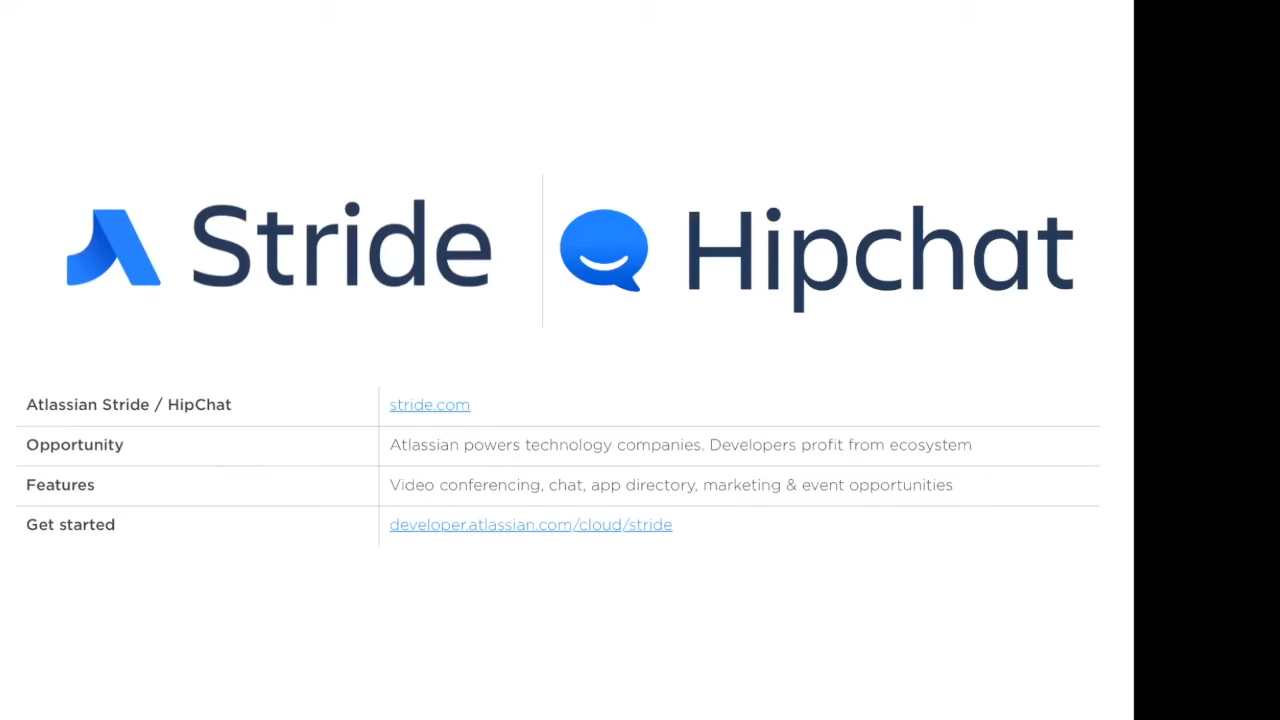 Stride
Hipchat
Atlassian Stride / HipChat
stride.com
Opportunity
Atlassian powers technology companies. Developers profit from ecosystem
Features
Video conferencing, chat, app directory, marketing & event opportunities
Get started
developer.atlassian.com/cloud/stride